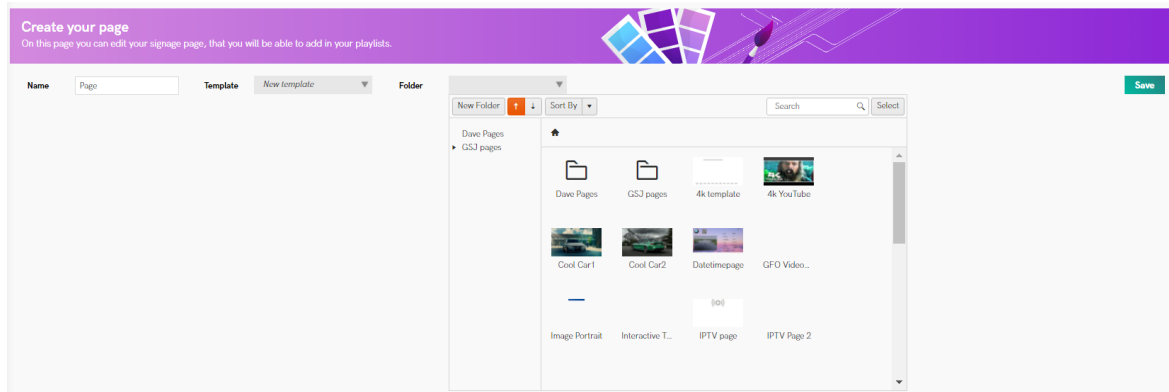 Create your page
On this page you can edit your signage page, that you will be able to add in your playlists.
Name Page Template New template Folder Save
New Folder Sort By Search Select
Dave Pages
GSJ pages
Dave Pages GSJ pages 4k template 4k YouTube
Cool Car1 Cool Car2 Datetimepage GFO Video...
Image Portrait Interactive T... IPTV page IPTV Page 2